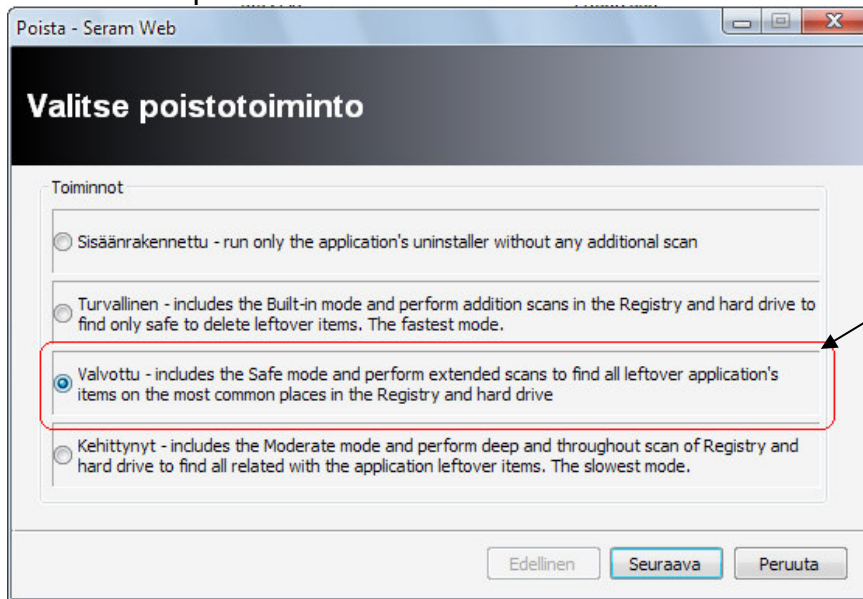 Poista - Seram Web
Valitse poistotoiminto
Toiminnot
Sisäänrakennettu - run only the application's uninstaller without any additional scan
Turvallinen - includes the Built-in mode and perform addition scans in the Registry and hard drive to
find only safe to delete leftover items. The fastest mode.
Valvottu - includes the Safe mode and perform extended scans to find all leftover application's
items on the most common places in the Registry and hard drive
Kehittynyt - includes the Moderate mode and perform deep and throughout scan of Registry and
hard drive to find all related with the application leftover items. The slowest mode.
Edellinen Seuraava Peruuta